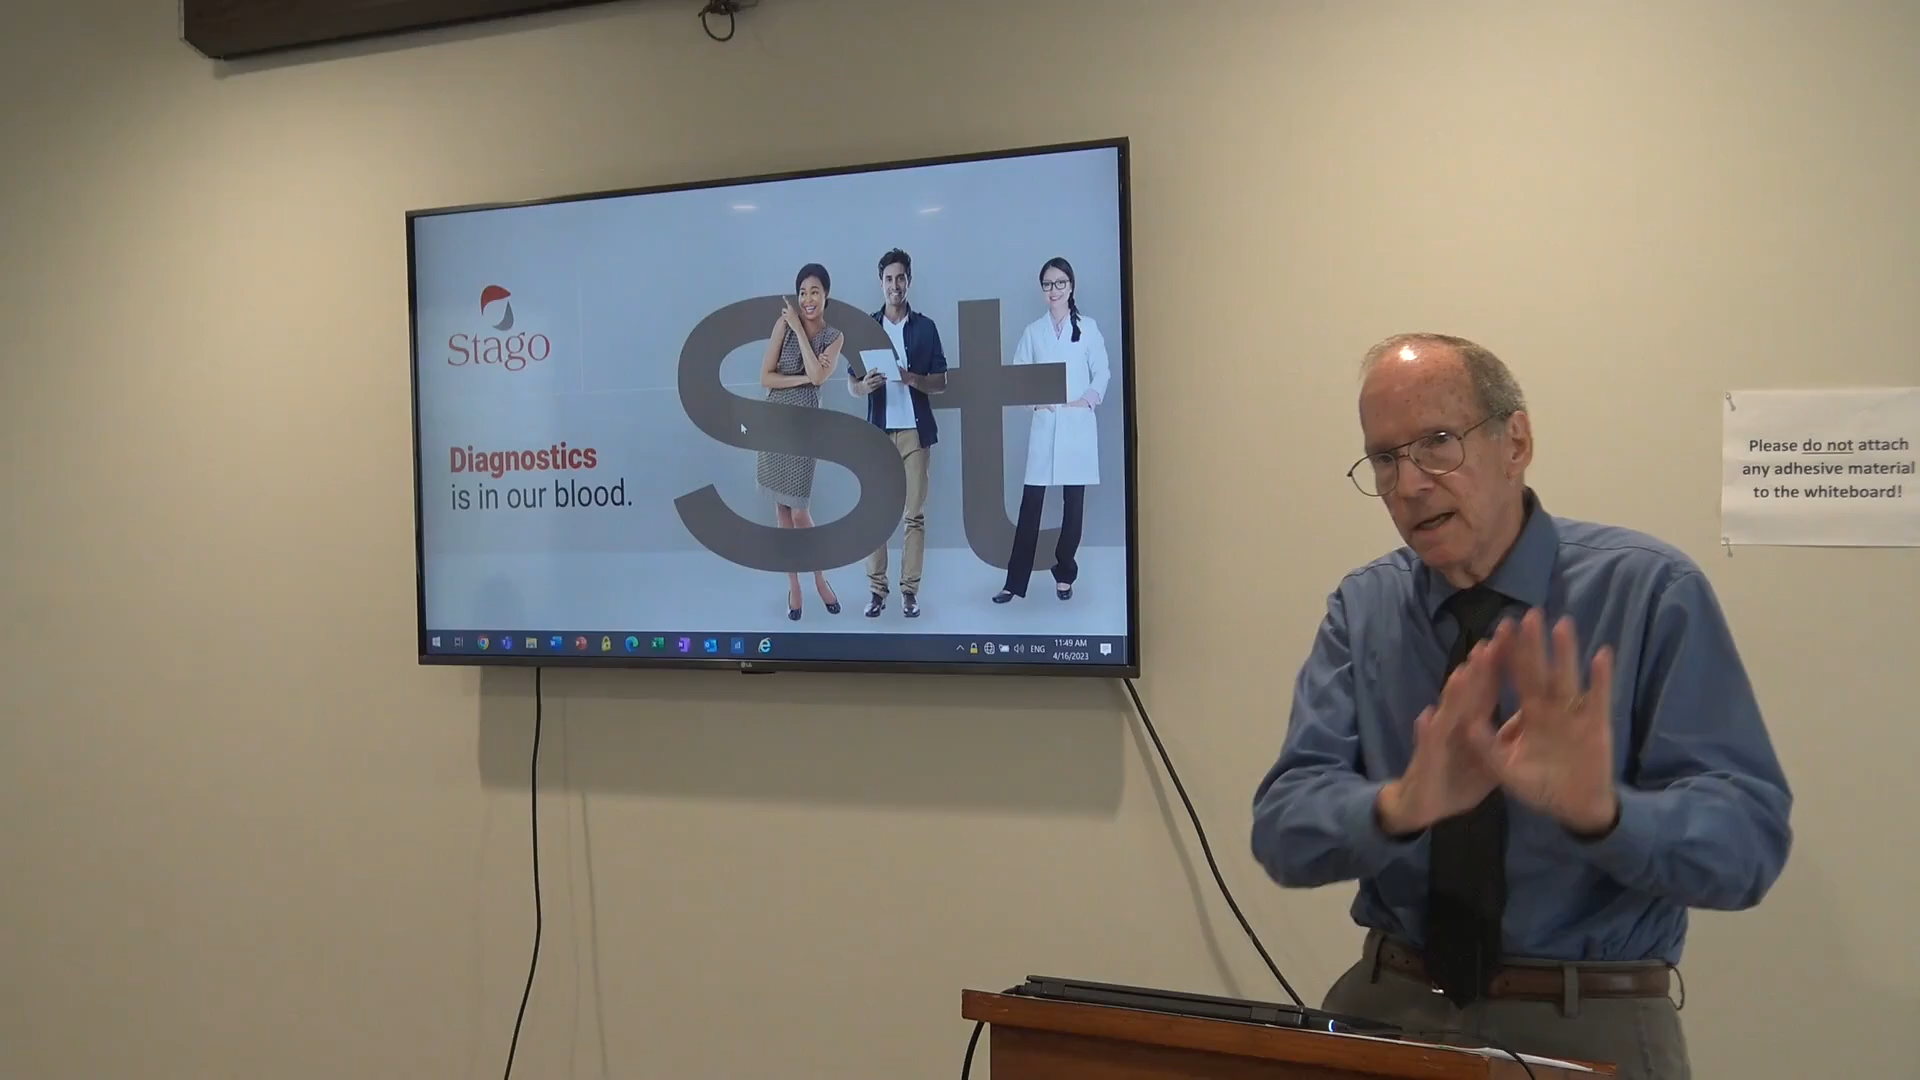 Stago
Diagnostics
is in our blood.
St
ENG
11:49 AM
4/16/2023
LG
Please do not attach
any adhesive material
to the whiteboard!